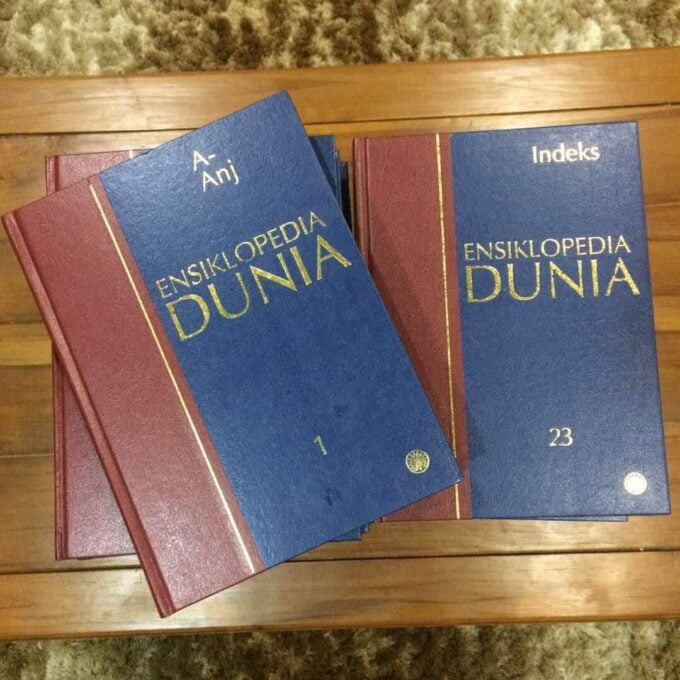 A-
Anj
ENSIKLOPEDIA
DUNIA
1
Indeks
ENSIKLOPEDIA
DUNIA
23